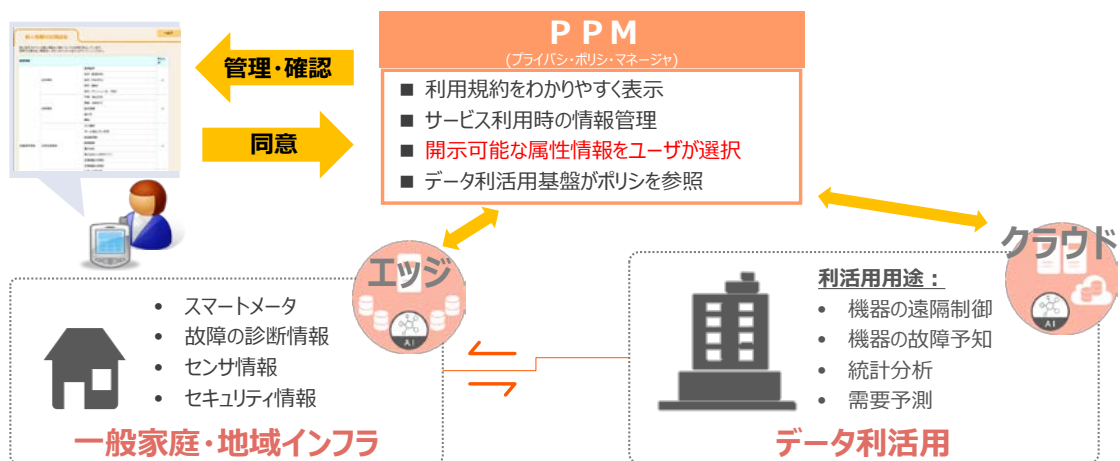 PPM
(プライバシ・ポリシ・マネージャ)
■ 利用規約をわかりやすく表示
■ サービス利用時の情報管理
■ 開示可能な属性情報をユーザが選択
■ データ利活用基盤がポリシを参照
管理・確認
同意
エッジ
AI
クラウド
AI
• スマートメータ
• 故障の診断情報
• センサ情報
• セキュリティ情報
一般家庭・地域インフラ
利活用用途：
• 機器の遠隔制御
• 機器の故障予知
• 統計分析
• 需要予測
データ利活用